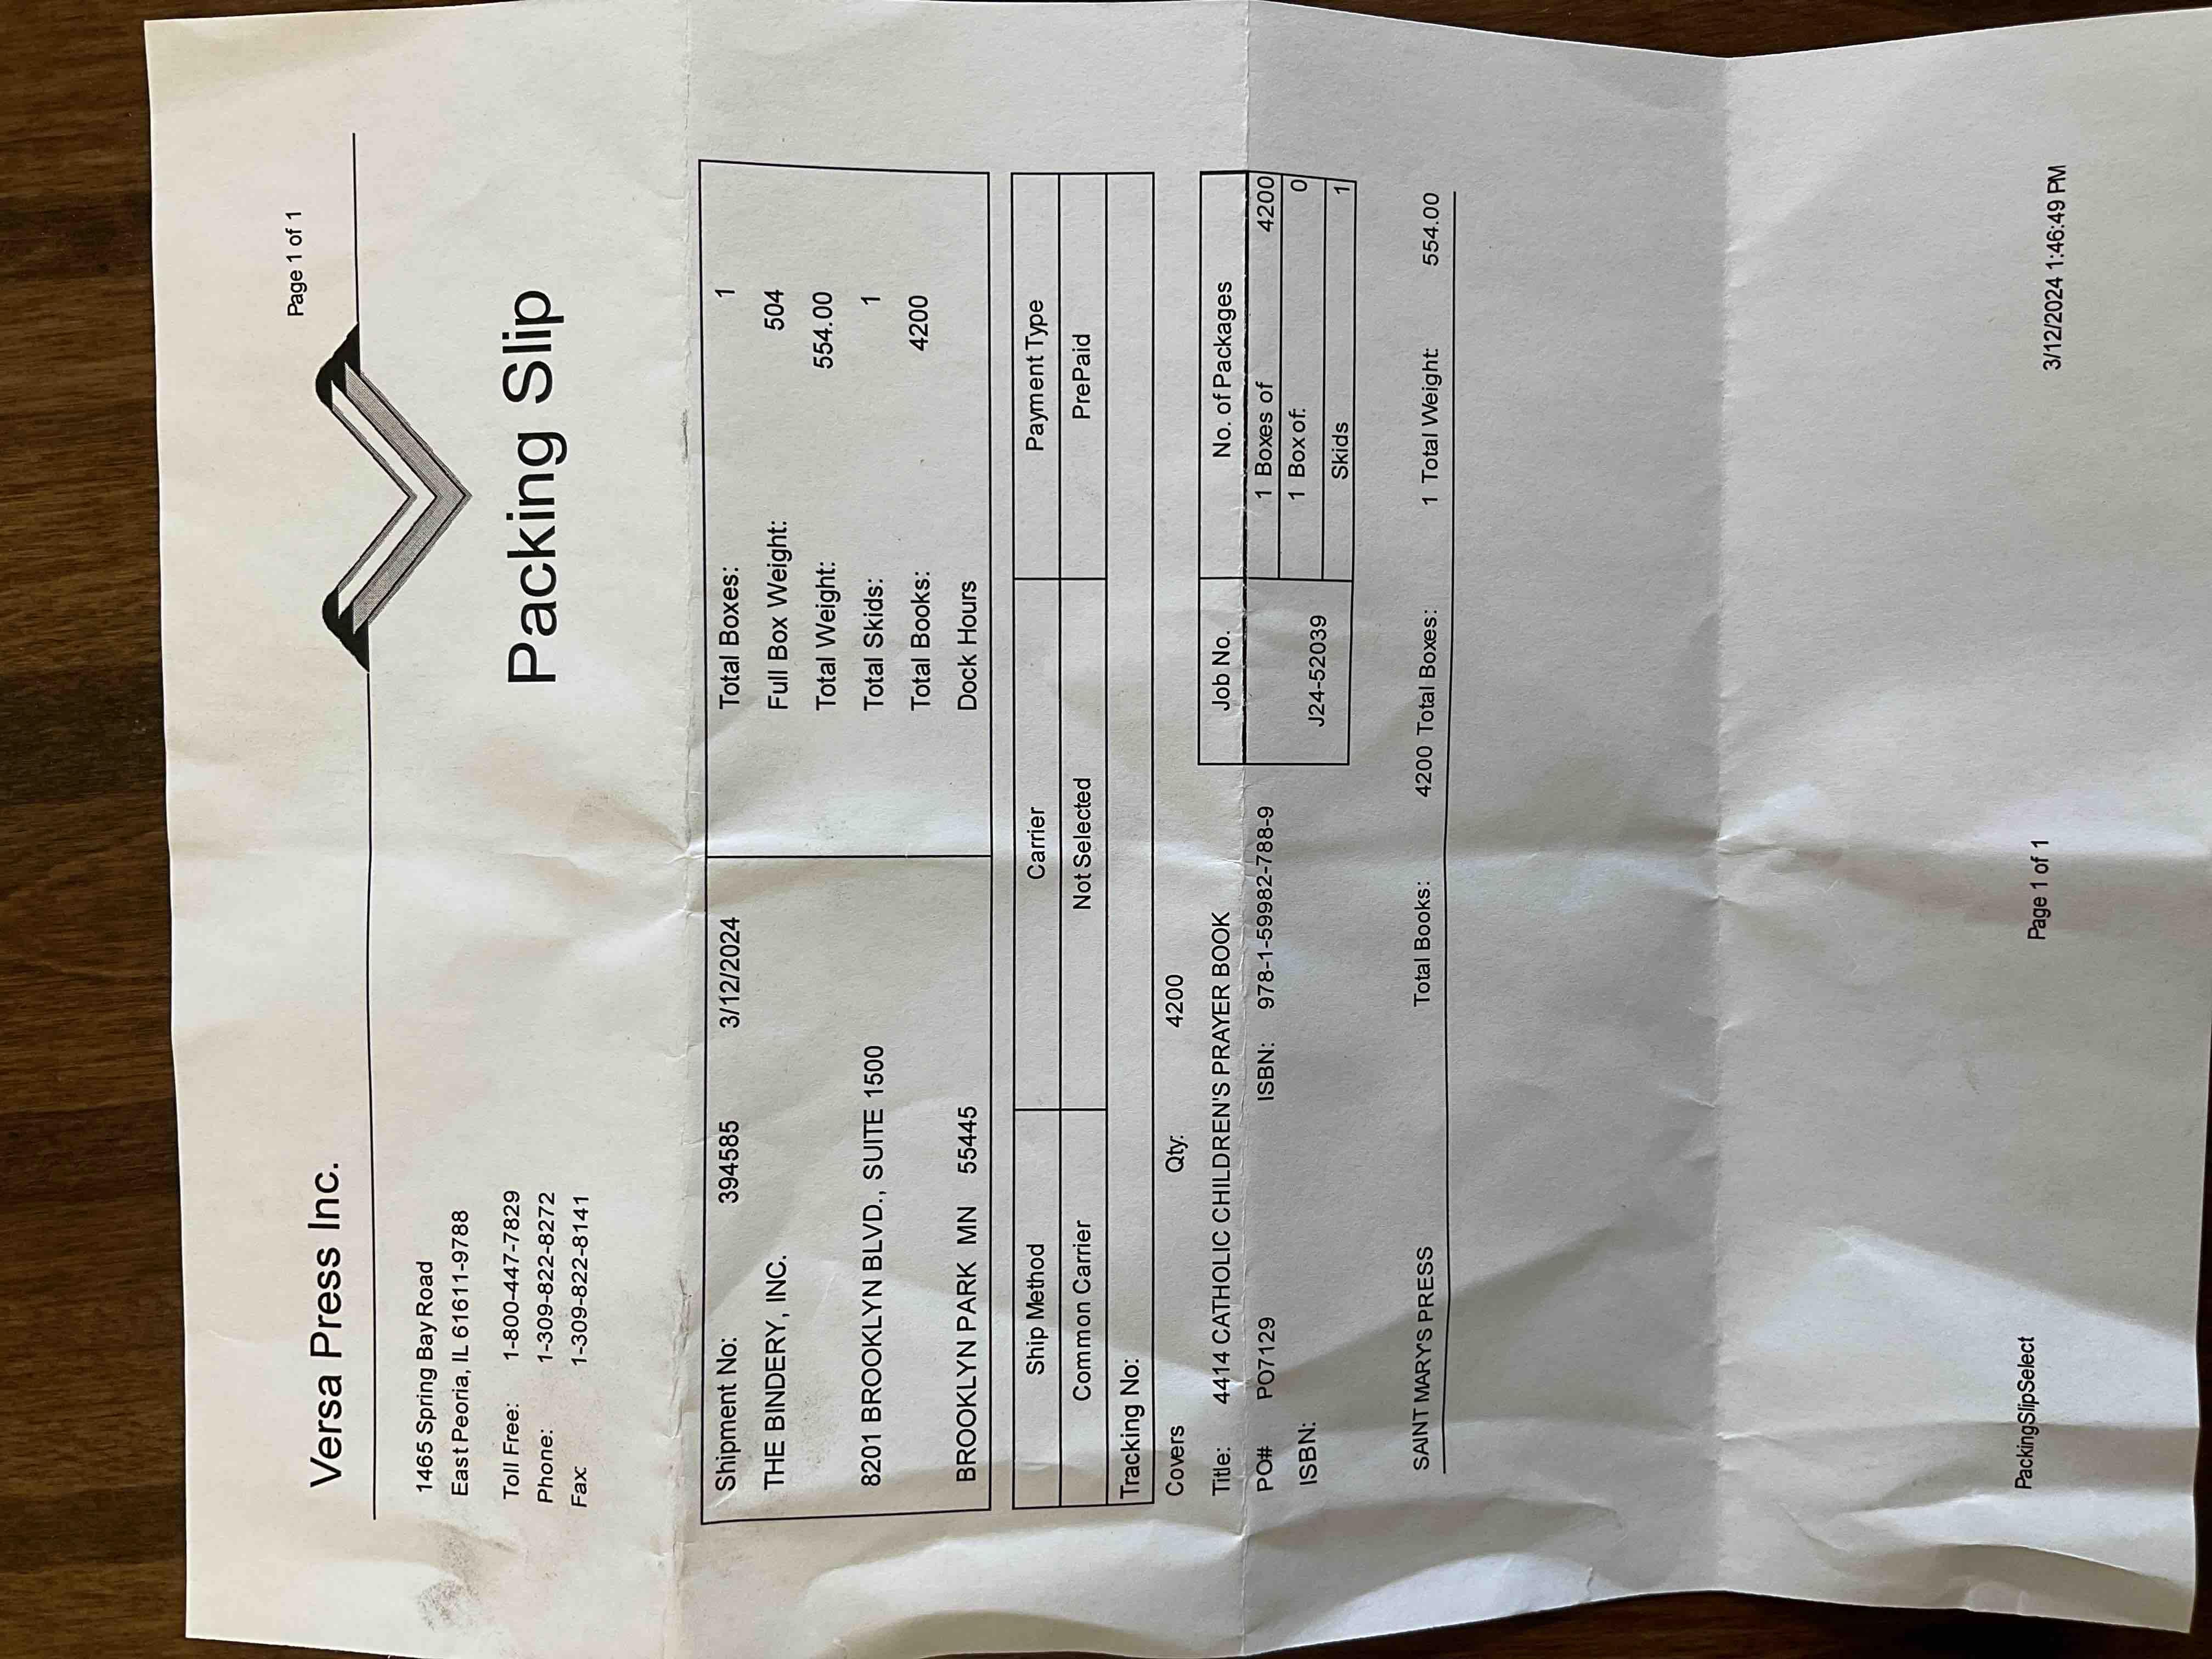 Page 1 of 1
Versa Press Inc.
1465 Spring Bay Road
East Peoria, IL 61611-9788
Toll Free: 1-800-447-7829
Phone: 1-309-822-8272
Fax: 1-309-822-8141
Packing Slip
Shipment No: 394585 3/12/2024 Total Boxes: 1
THE BINDERY, INC. Full Box Weight: 504
Total Weight: 554.00
8201 BROOKLYN BLVD., SUITE 1500 Total Skids: 1
Total Books: 4200
BROOKLYN PARK MN 55445 Dock Hours
Ship Method Carrier Payment Type
Common Carrier Not Selected PrePaid
Tracking No:
Covers Qty: 4200
Title: 4414 CATHOLIC CHILDREN'S PRAYER BOOK Job No. No. of Packages
PO# PO7129 ISBN: 978-1-59982-788-9 1 Boxes of 4200
ISBN: J24-52039 1 Box of: 0
Skids 1
SAINT MARY'S PRESS Total Books: 4200 Total Boxes: 1 Total Weight: 554.00
PackingSlipSelect Page 1 of 1 3/12/2024 1:46:49 PM